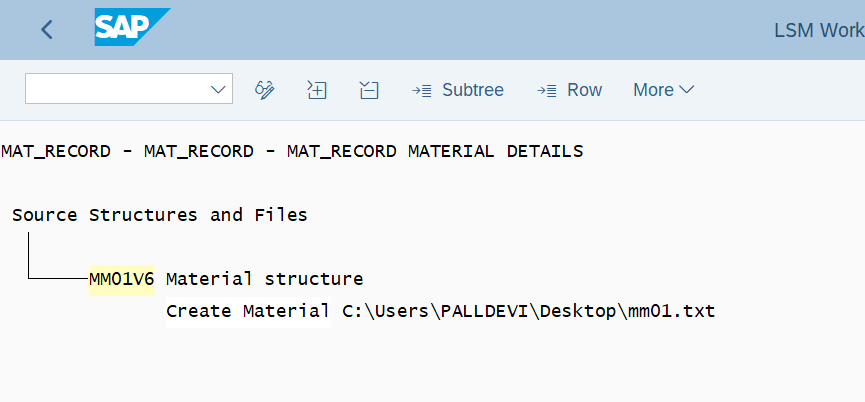 SAP LSM Work
Subtree Row More
MAT_RECORD - MAT_RECORD - MAT_RECORD MATERIAL DETAILS
Source Structures and Files
MM01V6 Material structure
Create Material C:\Users\PALLDEVI\Desktop\mm01.txt